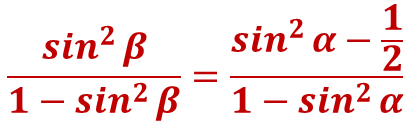 sin² β / (1 − sin² β) = (sin² α − 1/2) / (1 − sin² α)